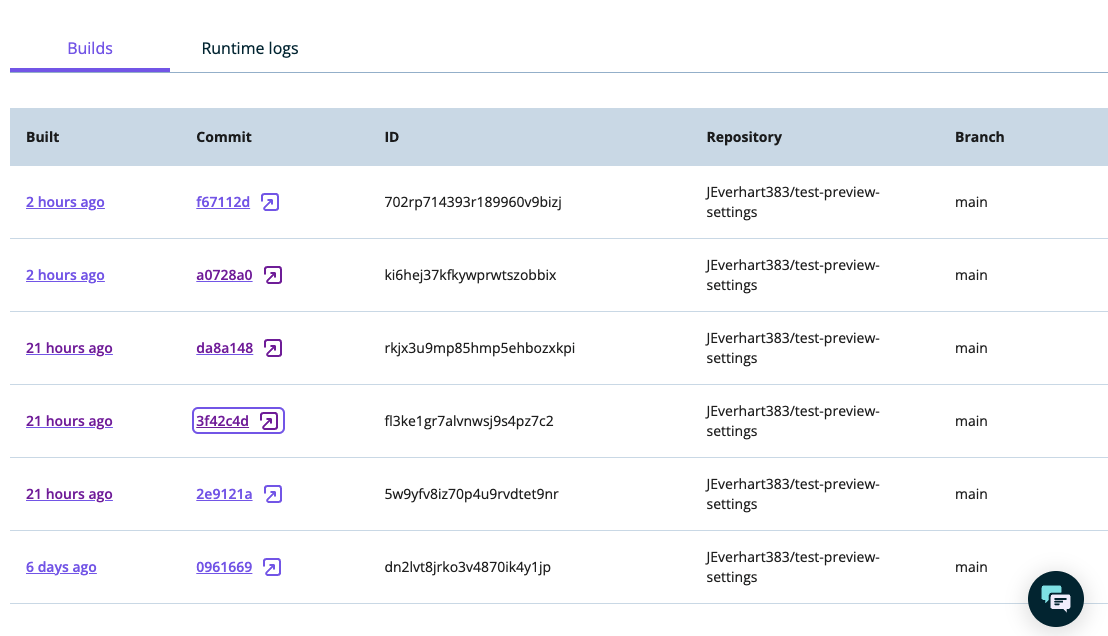 Builds Runtime logs
Built Commit ID Repository Branch
2 hours ago f67112d 702rp714393r189960v9bizj JEverhart383/test-preview-
settings main
2 hours ago a0728a0 ki6hej37kfkywprwtszobbix JEverhart383/test-preview-
settings main
21 hours ago da8a148 rkjx3u9mp85hmp5ehbozxkpi JEverhart383/test-preview-
settings main
21 hours ago 3f42c4d fl3ke1gr7alvnwsj9s4pz7c2 JEverhart383/test-preview-
settings main
21 hours ago 2e9121a 5w9yfv8iz70p4u9rvdtet9nr JEverhart383/test-preview-
settings main
6 days ago 0961669 dn2lvt8jrko3v4870ik4y1jp JEverhart383/test-preview-
settings main